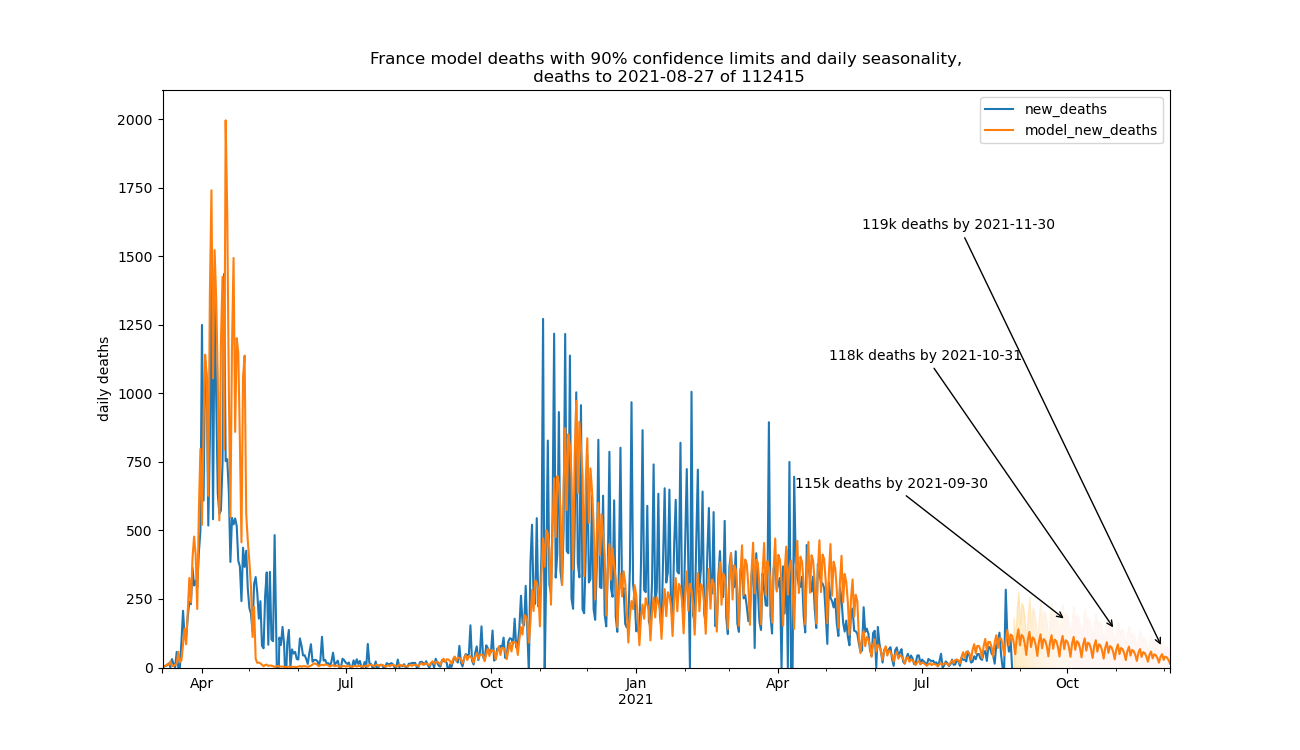 France model deaths with 90% confidence limits and daily seasonality,
deaths to 2021-08-27 of 112415
new_deaths
model_new_deaths
daily deaths
2000
1750
1500
1250
1000
750
500
250
0
119k deaths by 2021-11-30
118k deaths by 2021-10-31
115k deaths by 2021-09-30
Apr
Jul
Oct
Jan
2021
Apr
Jul
Oct